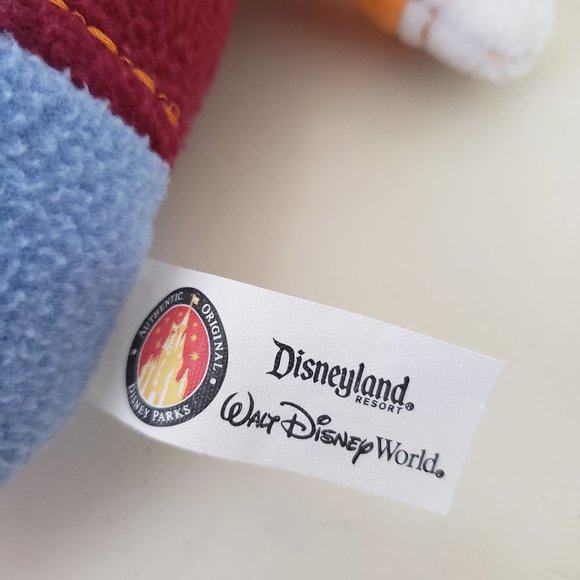 AUTHENTIC ORIGINAL
DISNEY PARKS
Disneyland®
RESORT
WALT DISNEY World®